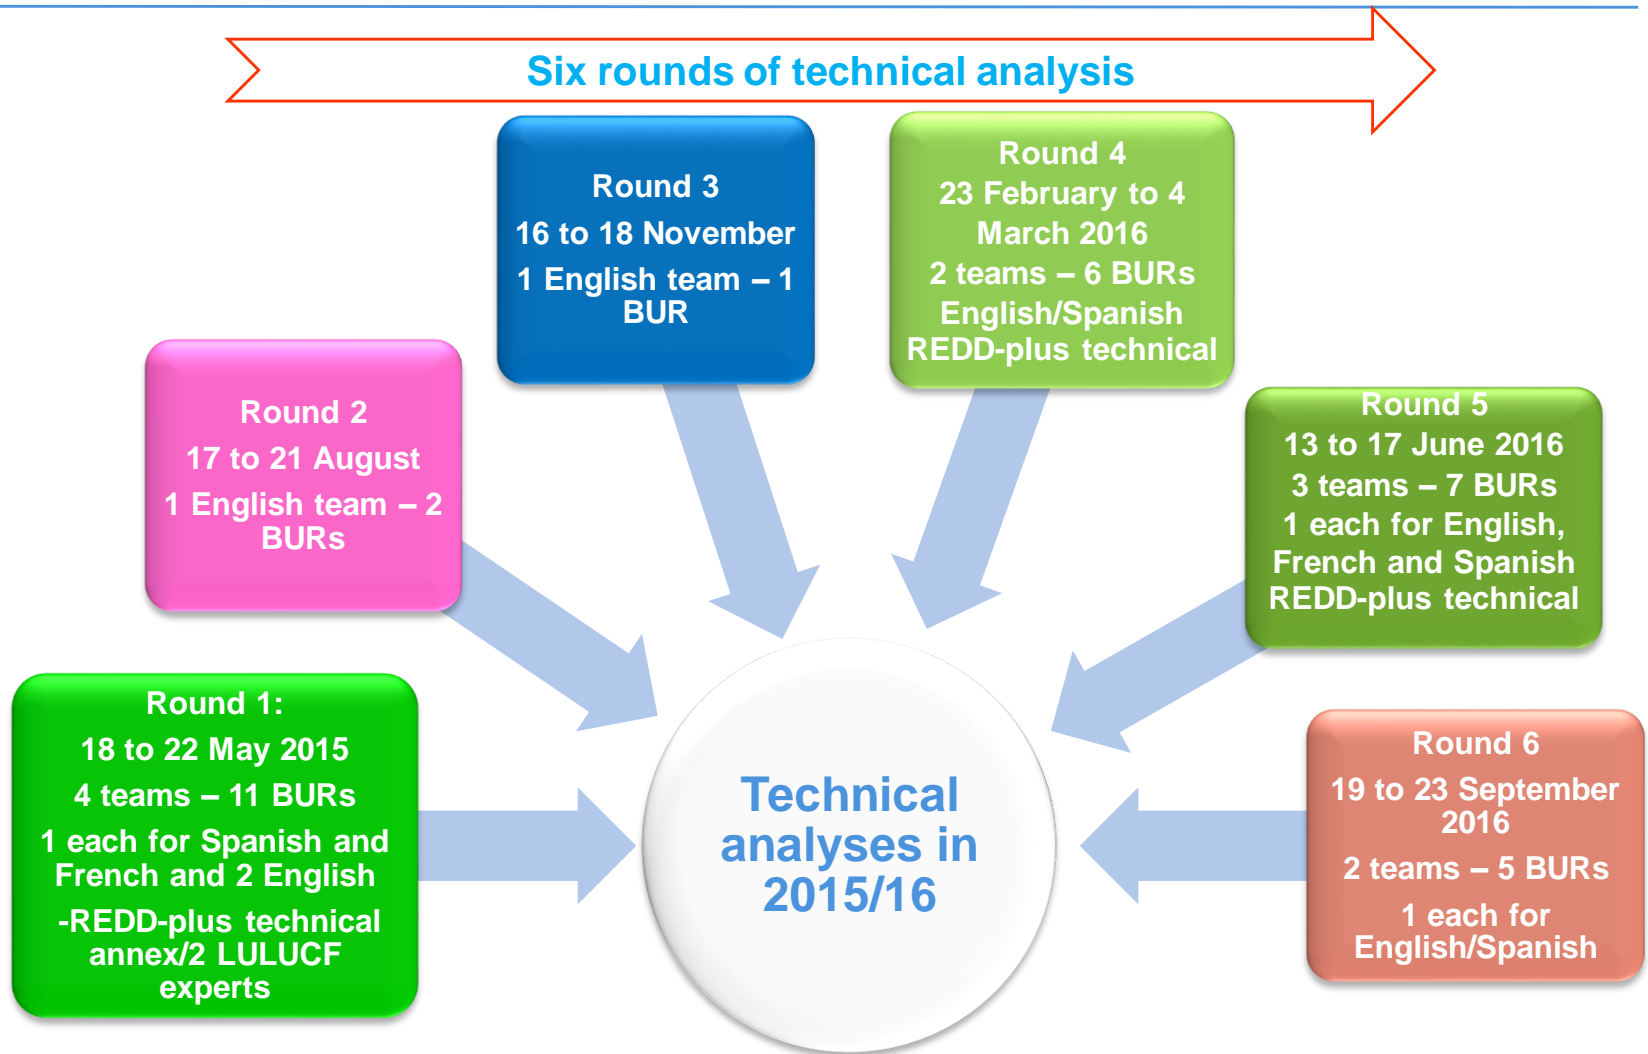 Six rounds of technical analysis
Round 1:
18 to 22 May 2015
4 teams – 11 BURs
1 each for Spanish and
French and 2 English
-REDD-plus technical
annex/2 LULUCF
experts
Round 2
17 to 21 August
1 English team – 2
BURs
Round 3
16 to 18 November
1 English team – 1
BUR
Round 4
23 February to 4
March 2016
2 teams – 6 BURs
English/Spanish
REDD-plus technical
Round 5
13 to 17 June 2016
3 teams – 7 BURs
1 each for English,
French and Spanish
REDD-plus technical
Round 6
19 to 23 September
2016
2 teams – 5 BURs
1 each for
English/Spanish
Technical
analyses in
2015/16